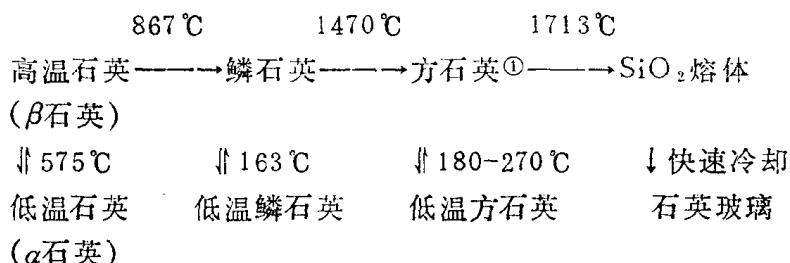 867℃ 1470℃ 1713℃
高温石英———→鳞石英———→方石英①———→SiO₂熔体
(β石英)
⥮575℃ ⥮163℃ ⥮180-270℃ ↓快速冷却
低温石英 低温鳞石英 低温方石英 石英玻璃
(α石英)